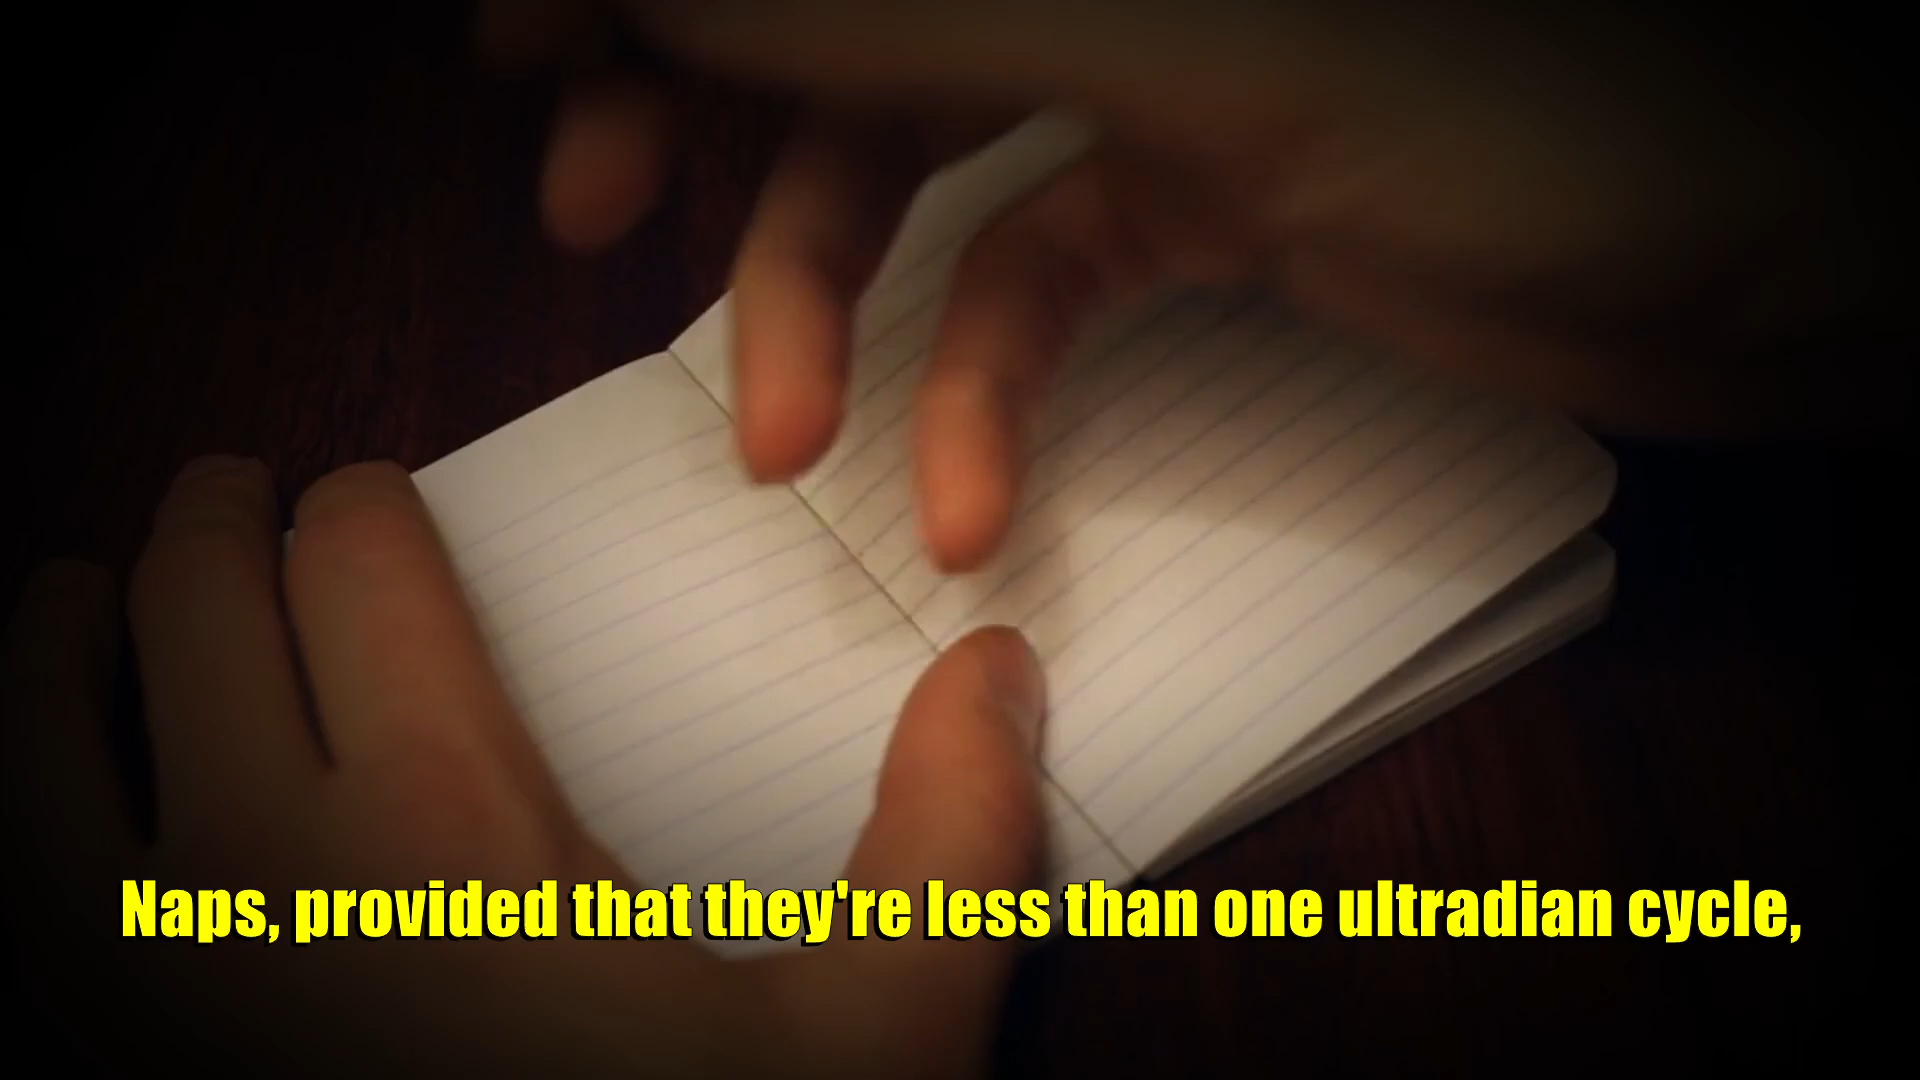 Naps, provided that they're less than one ultradian cycle,